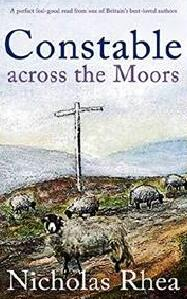 A perfect feel-good read from one of Britain's best-loved authors
Constable
across the Moors
Nicholas Rhea